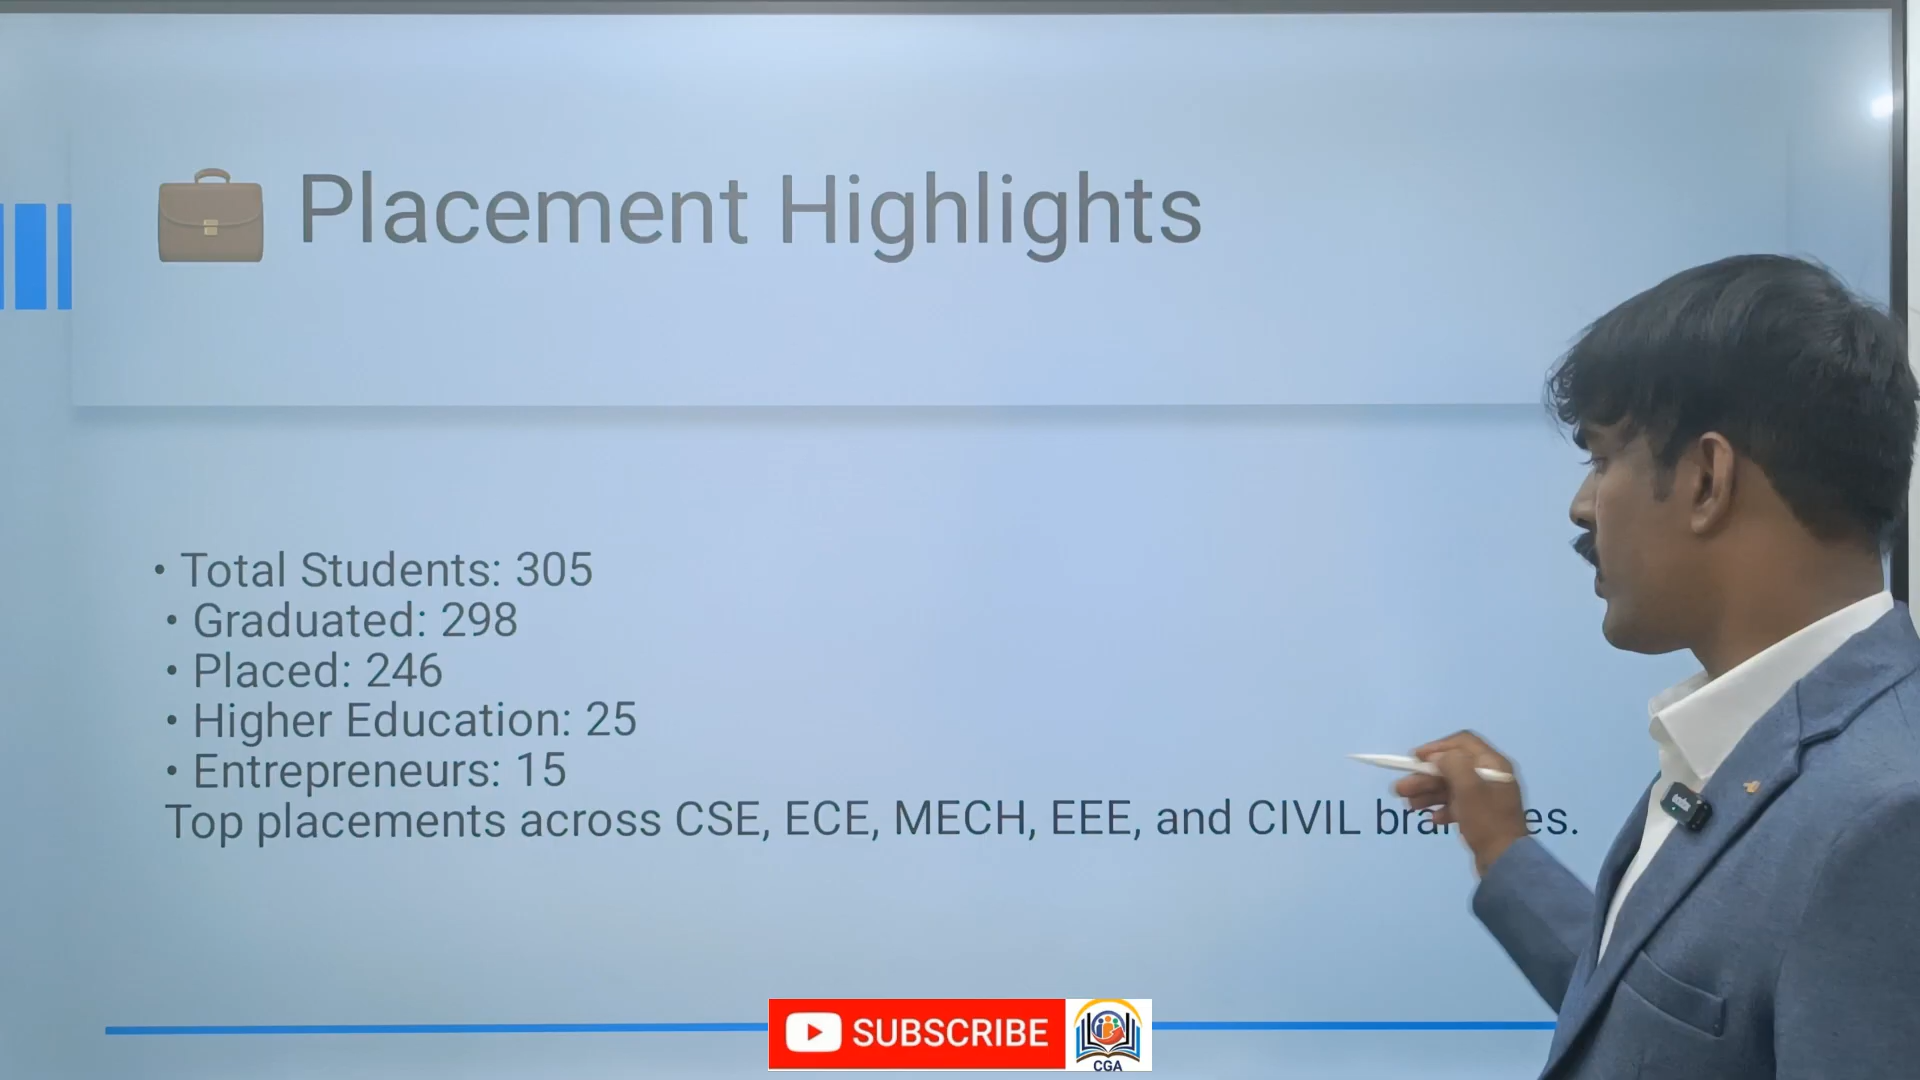 Placement Highlights
• Total Students: 305
• Graduated: 298
• Placed: 246
• Higher Education: 25
• Entrepreneurs: 15
Top placements across CSE, ECE, MECH, EEE, and CIVIL branches.
SUBSCRIBE
CGA